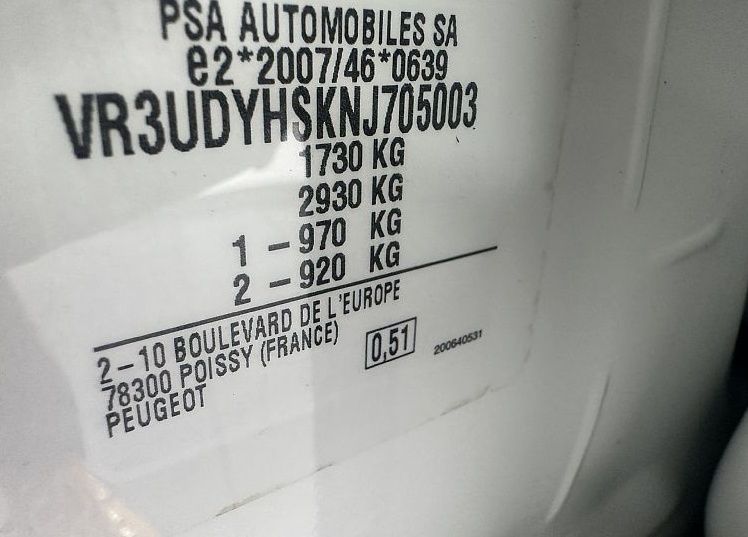 PSA AUTOMOBILES SA
e2*2007/46*0639
VR3UDYHSKNJ705003
1730 KG
2930 KG
1 – 970 KG
2 – 920 KG
2–10 BOULEVARD DE L'EUROPE
78300 POISSY (FRANCE)
PEUGEOT
0,51
200640531